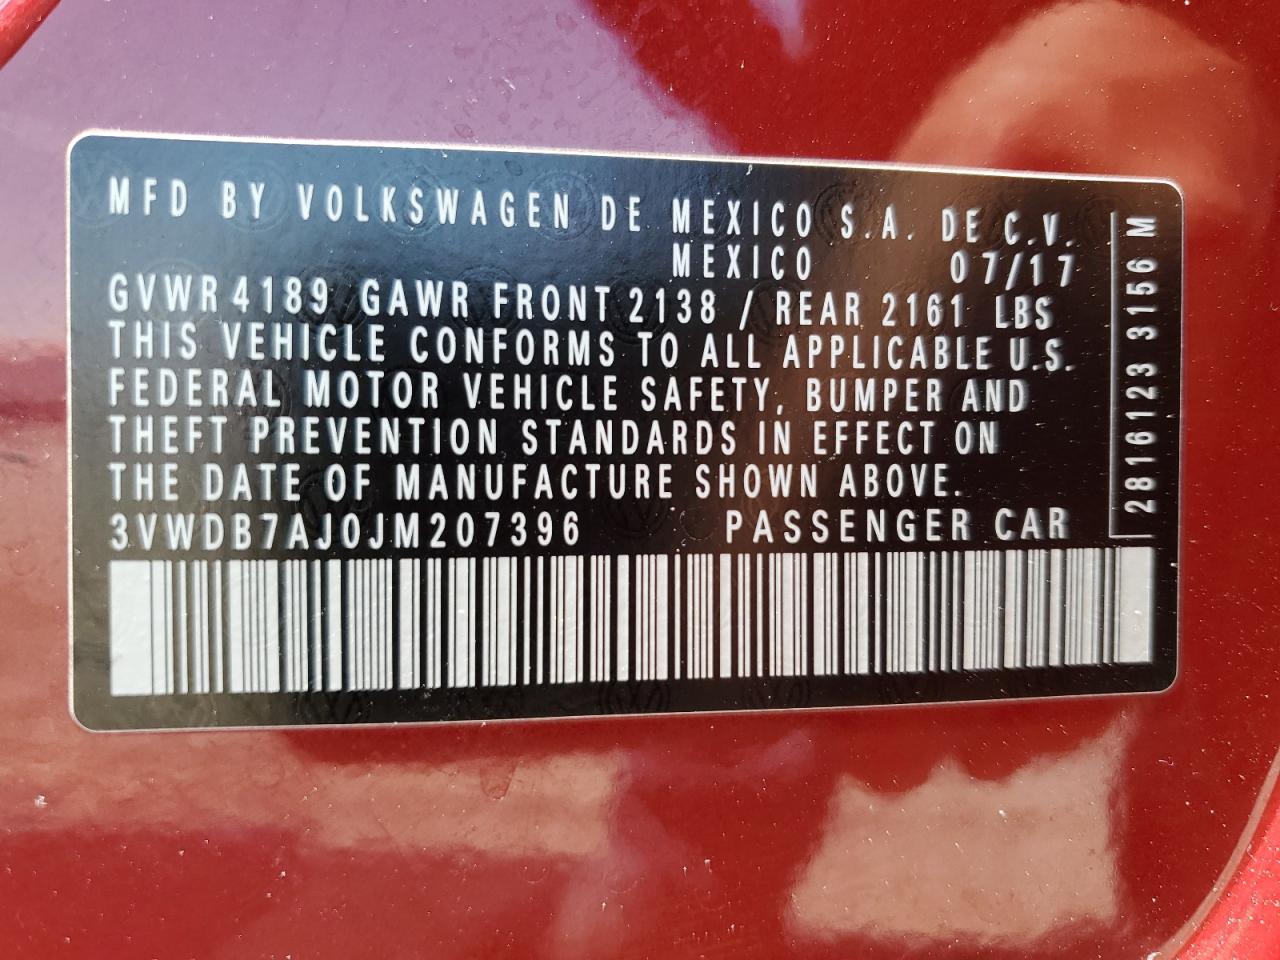 MFD BY VOLKSWAGEN DE MEXICO S.A. DE C.V.
MEXICO 07/17
GVWR 4189 GAWR FRONT 2138 / REAR 2161 LBS
THIS VEHICLE CONFORMS TO ALL APPLICABLE U.S.
FEDERAL MOTOR VEHICLE SAFETY, BUMPER AND
THEFT PREVENTION STANDARDS IN EFFECT ON
THE DATE OF MANUFACTURE SHOWN ABOVE.
3VWDB7AJ0JM207396 PASSENGER CAR
2816123 3156 M